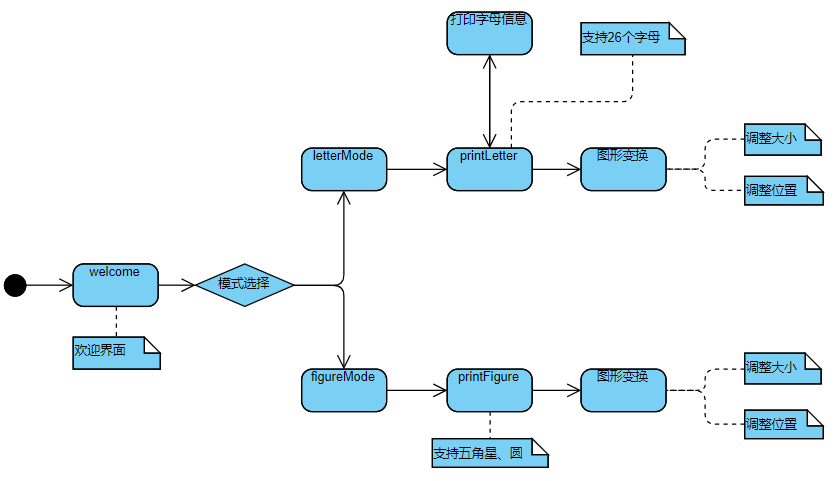 打印字母信息
支持26个字母
letterMode
printLetter
图形变换
调整大小
调整位置
welcome
模式选择
欢迎界面
figureMode
printFigure
图形变换
调整大小
调整位置
支持五角星、圆